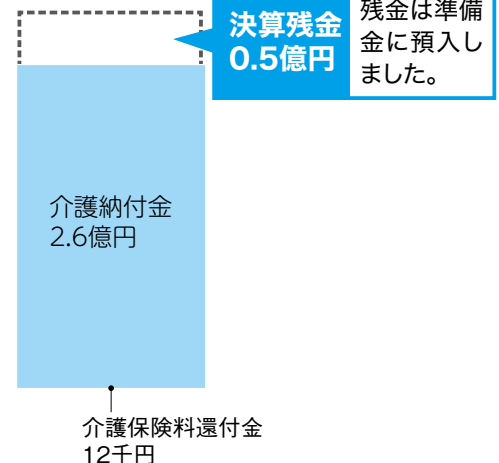 決算残金
0.5億円
残金は準備
金に預入し
ました。
介護納付金
2.6億円
介護保険料還付金
12千円